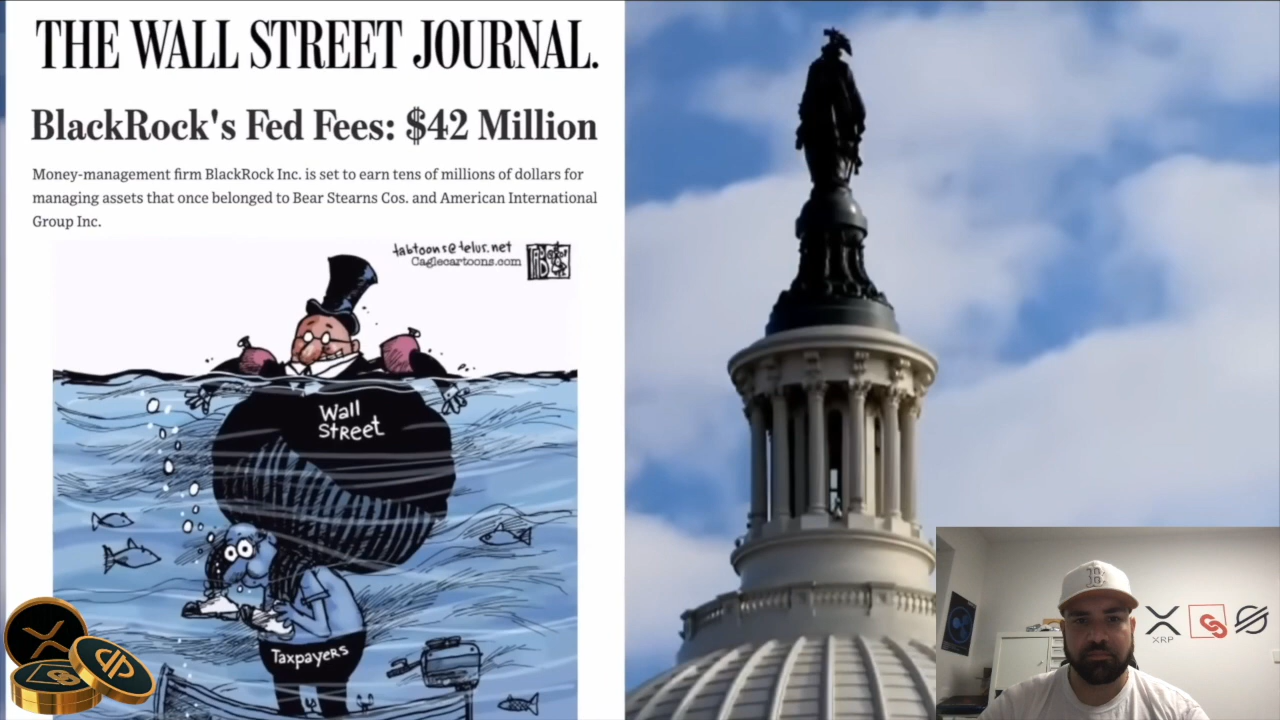 THE WALL STREET JOURNAL.
BlackRock's Fed Fees: $42 Million
Money-management firm BlackRock Inc. is set to earn tens of millions of dollars for
managing assets that once belonged to Bear Stearns Cos. and American International
Group Inc.
tabtoons@telus.net
Caglecartoons.com
Wall
Street
Taxpayers
XRP